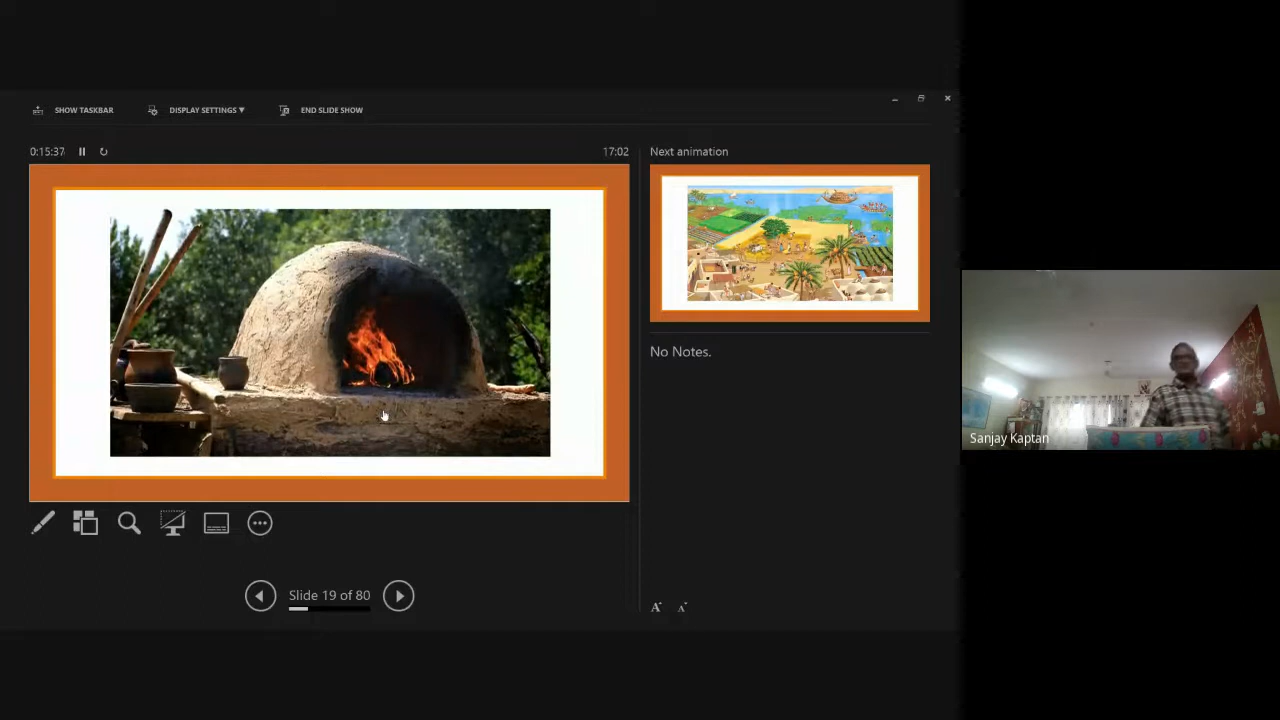 SHOW TASKBAR
DISPLAY SETTINGS ▼
END SLIDE SHOW
0:15:37
17:02
Next animation
No Notes.
Slide 19 of 80
Sanjay Kaptan